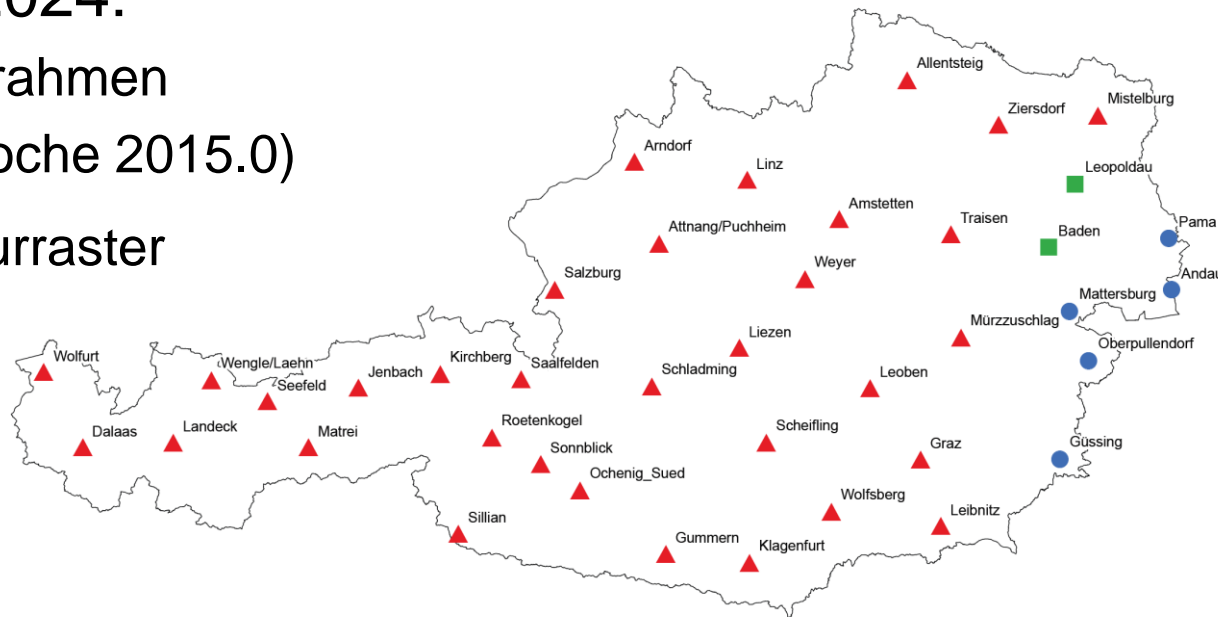 2024.
rahmen
oche 2015.0)
urraster
Allentsteig
Ziersdorf
Mistelburg
Arndorf
Linz
Leopoldau
Amstetten
Traisen
Baden
Pama
Attnang/Puchheim
Weyer
Salzburg
Andau
Mattersburg
Mürzzuschlag
Oberpullendorf
Liezen
Wolfurt
Wengle/Laehn
Seefeld
Jenbach
Kirchberg
Saalfelden
Schladming
Leoben
Dalaas
Landeck
Matrei
Roetenkogel
Sonnblick
Ochenig_Sued
Scheifling
Graz
Güssing
Wolfsberg
Leibnitz
Sillian
Gummern
Klagenfurt